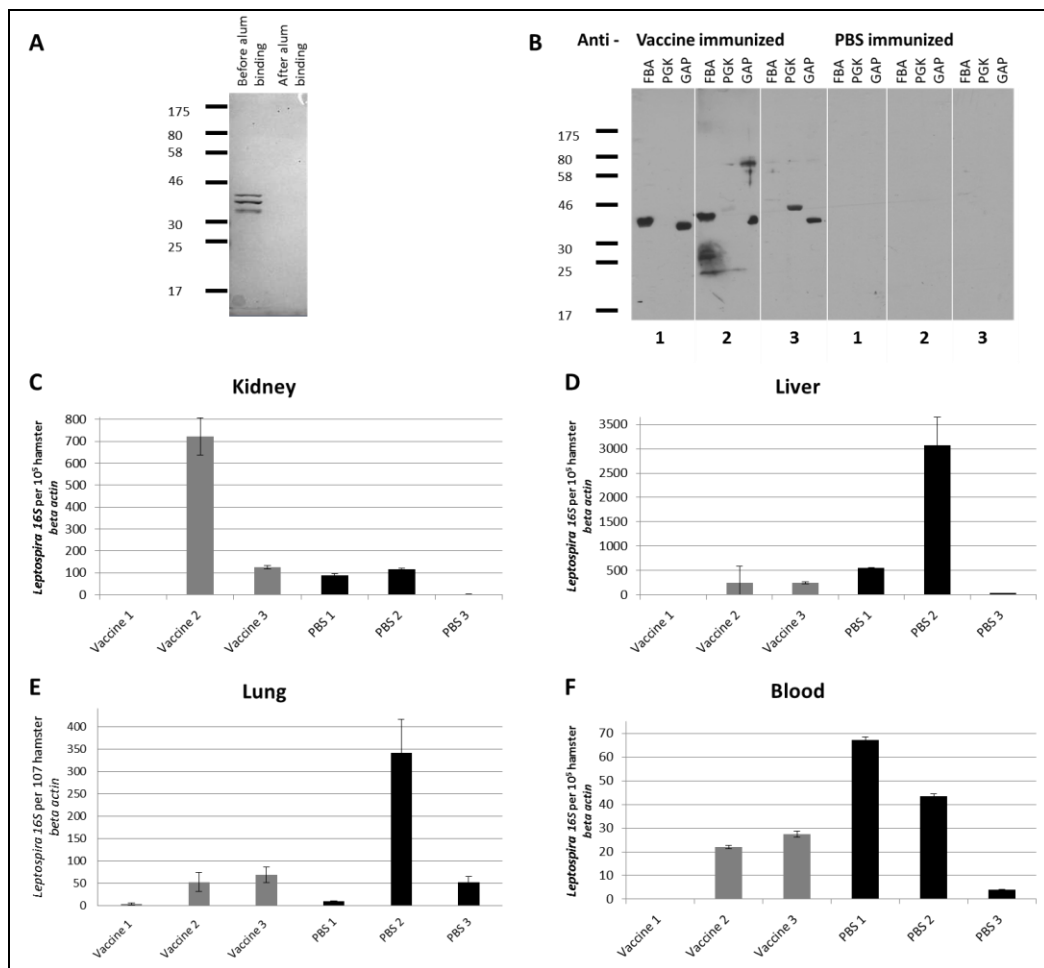 A
Before alum
binding
After alum
binding
175
80
58
46
30
25
17
B
Anti - Vaccine immunized PBS immunized
FBA PGK GAP FBA PGK GAP FBA PGK GAP FBA PGK GAP FBA PGK GAP FBA PGK GAP
175
80
58
46
30
25
17
1 2 3 1 2 3
C
Kidney
Leptospira 16S per 10⁵ hamster
beta actin
800
700
600
500
400
300
200
100
0
Vaccine 1 Vaccine 2 Vaccine 3 PBS 1 PBS 2 PBS 3
D
Liver
Leptospira 16S per 10⁵ hamster
beta actin
3500
3000
2500
2000
1500
1000
500
0
Vaccine 1 Vaccine 2 Vaccine 3 PBS 1 PBS 2 PBS 3
E
Lung
Leptospira 16S per 107 hamster
beta actin
400
350
300
250
200
150
100
50
0
Vaccine 1 Vaccine 2 Vaccine 3 PBS 1 PBS 2 PBS 3
F
Blood
Leptospira 16S per 10⁵ hamster
beta actin
70
60
50
40
30
20
10
0
Vaccine 1 Vaccine 2 Vaccine 3 PBS 1 PBS 2 PBS 3